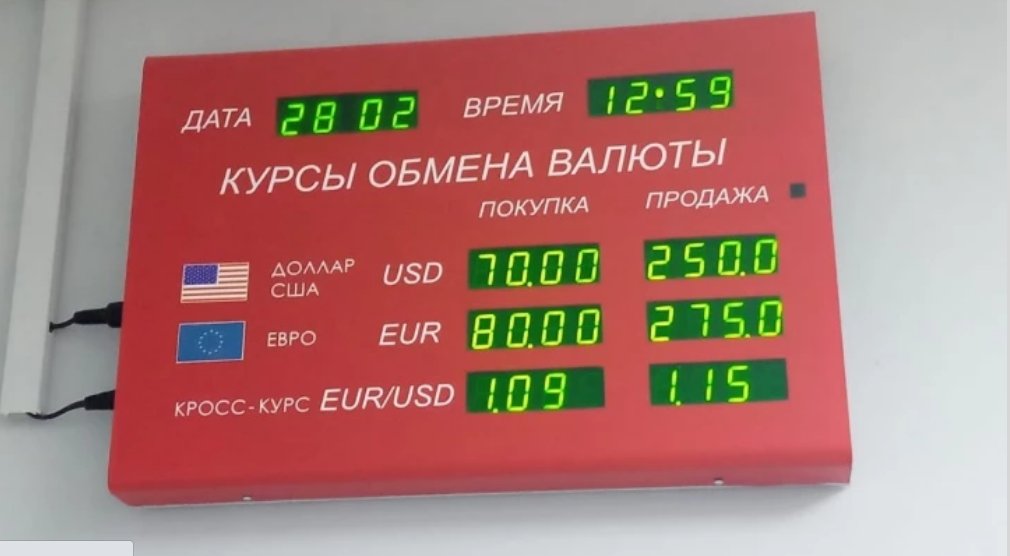 ДАТА 28 02 ВРЕМЯ 12:59
КУРСЫ ОБМЕНА ВАЛЮТЫ
ПОКУПКА ПРОДАЖА
ДОЛЛАР США USD 70.00 250.0
ЕВРО EUR 80.00 275.0
КРОСС-КУРС EUR/USD 1.09 1.15